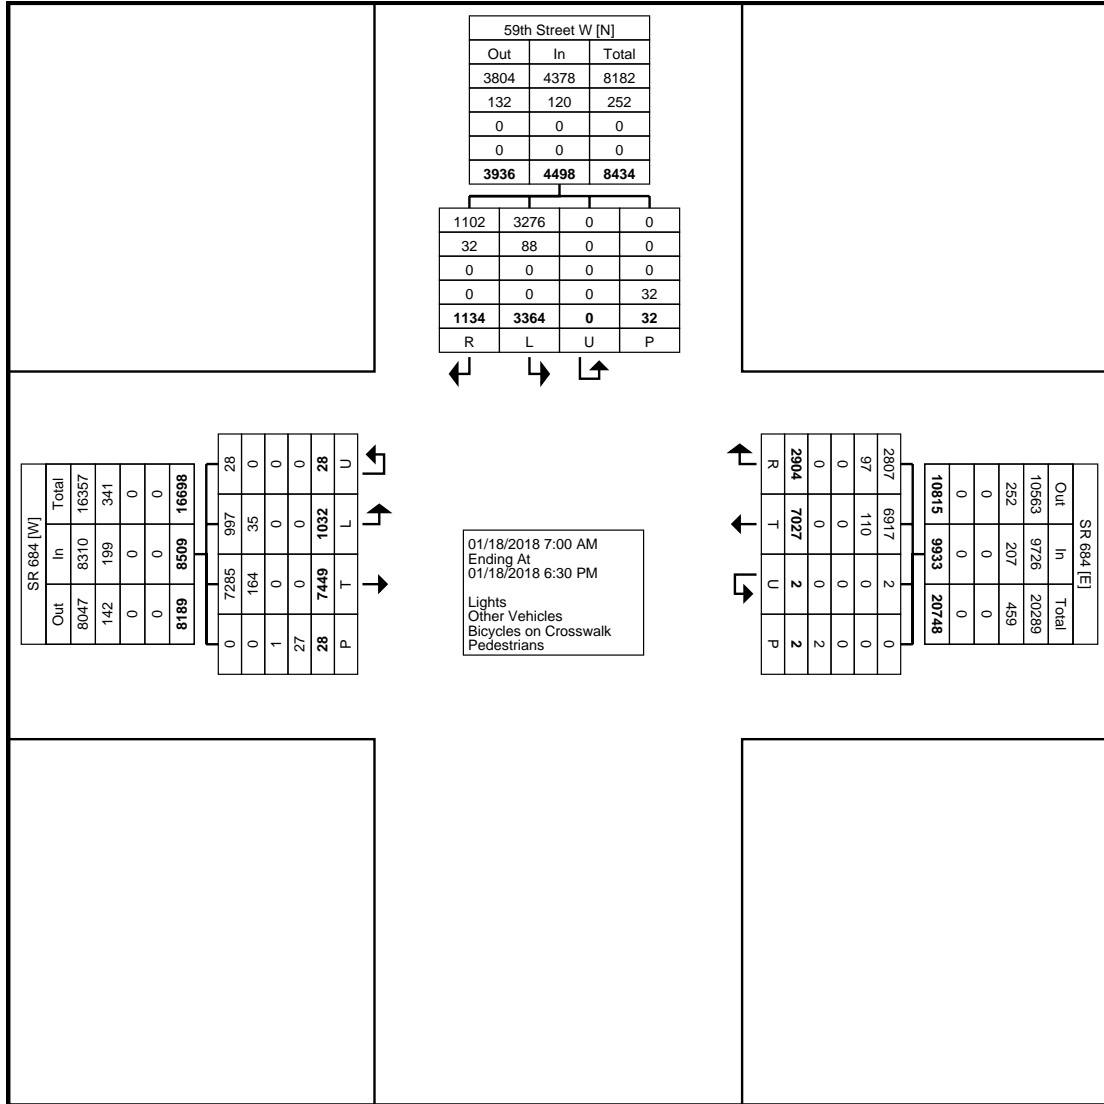 59th Street W [N]
Out In Total
3804 4378 8182
132 120 252
0 0 0
0 0 0
3936 4498 8434
1102 3276 0 0
32 88 0 0
0 0 0 0
0 0 0 32
1134 3364 0 32
R L U P
SR 684 [W]
Out In Total
8047 8310 16357
142 199 341
0 0 0
0 0 0
8189 8509 16698
0 7285 997 28
0 164 35 0
1 0 0 0
27 0 0 0
28 7449 1032 28
P T L U
01/18/2018 7:00 AM
Ending At
01/18/2018 6:30 PM
Lights
Other Vehicles
Bicycles on Crosswalk
Pedestrians
SR 684 [E]
Out In Total
10563 9726 20289
252 207 459
0 0 0
0 0 0
10815 9933 20748
2807 6917 2 0
97 110 0 0
0 0 0 0
0 0 0 2
2904 7027 2 2
R T U P